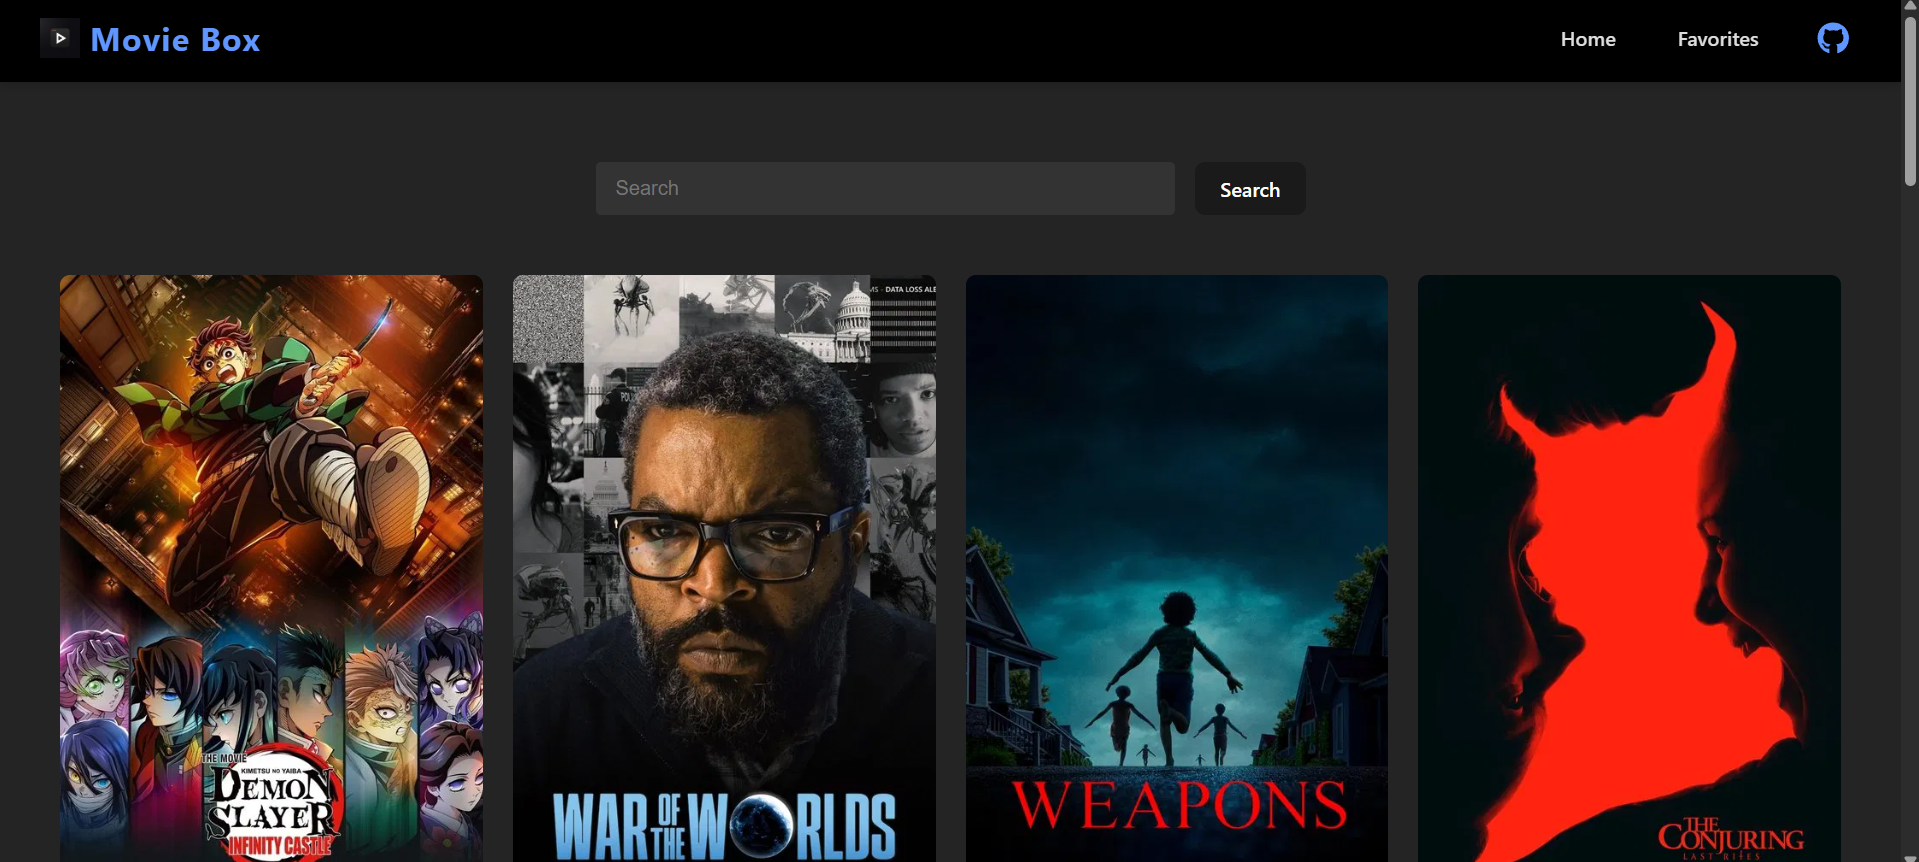 Movie Box
Home
Favorites
Search
Search
THE MOVIE
KIMETSU NO YAIBA
DEMON
SLAYER
INFINITY CASTLE
MS - DATA LOSS ALE
WAR OF THE WORLDS
WEAPONS
THE
CONJURING
LAST RITES